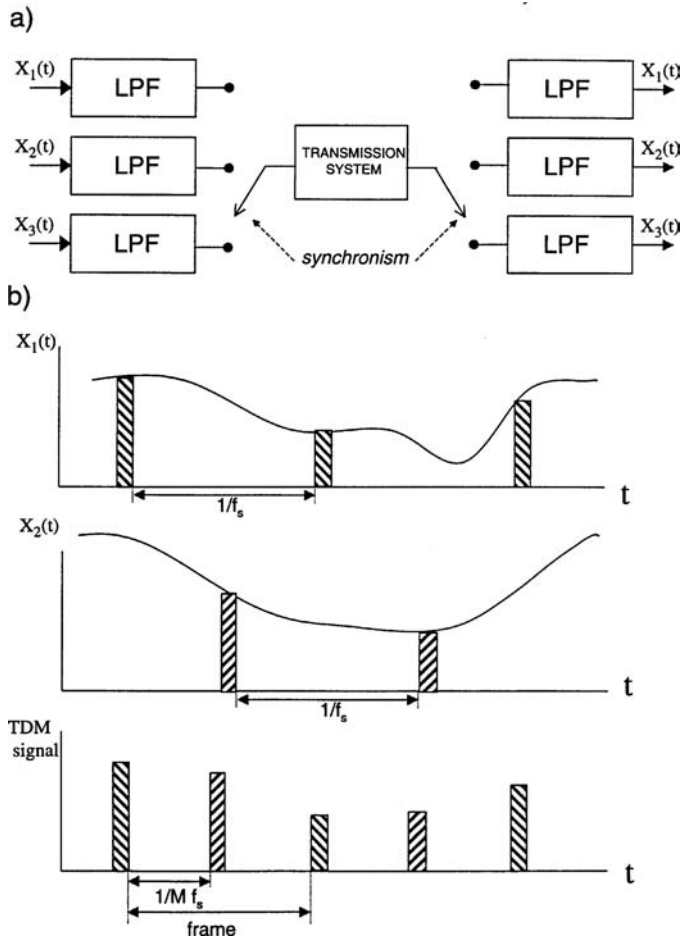 a)
X₁(t) LPF LPF X₁(t)
X₂(t) LPF TRANSMISSION SYSTEM LPF X₂(t)
X₃(t) LPF LPF X₃(t)
synchronism
b)
X₁(t)
1/fₛ
t
X₂(t)
1/fₛ
t
TDM
signal
1/M fₛ
t
frame